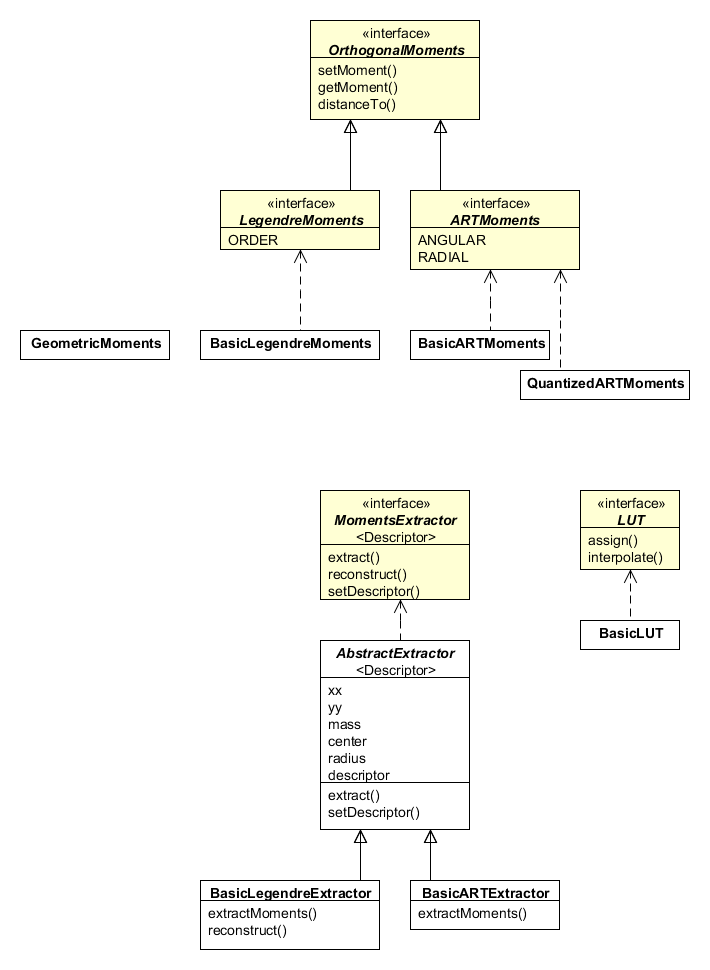 «interface»
OrthogonalMoments
setMoment()
getMoment()
distanceTo()
«interface»
LegendreMoments
ORDER
«interface»
ARTMoments
ANGULAR
RADIAL
GeometricMoments
BasicLegendreMoments
BasicARTMoments
QuantizedARTMoments
«interface»
MomentsExtractor
<Descriptor>
extract()
reconstruct()
setDescriptor()
«interface»
LUT
assign()
interpolate()
BasicLUT
AbstractExtractor
<Descriptor>
xx
yy
mass
center
radius
descriptor
extract()
setDescriptor()
BasicLegendreExtractor
extractMoments()
reconstruct()
BasicARTExtractor
extractMoments()